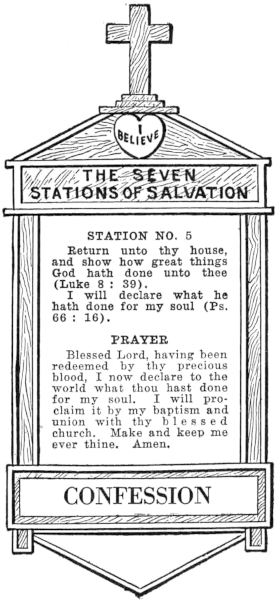 I
BELIEVE
THE SEVEN
STATIONS OF SALVATION
STATION NO. 5
Return unto thy house,
and show how great things
God hath done unto thee
(Luke 8 : 39).
I will declare what he
hath done for my soul (Ps.
66 : 16).
PRAYER
Blessed Lord, having been
redeemed by thy precious
blood, I now declare to the
world what thou hast done
for my soul. I will pro-
claim it by my baptism and
union with thy blessed
church. Make and keep me
ever thine. Amen.
CONFESSION